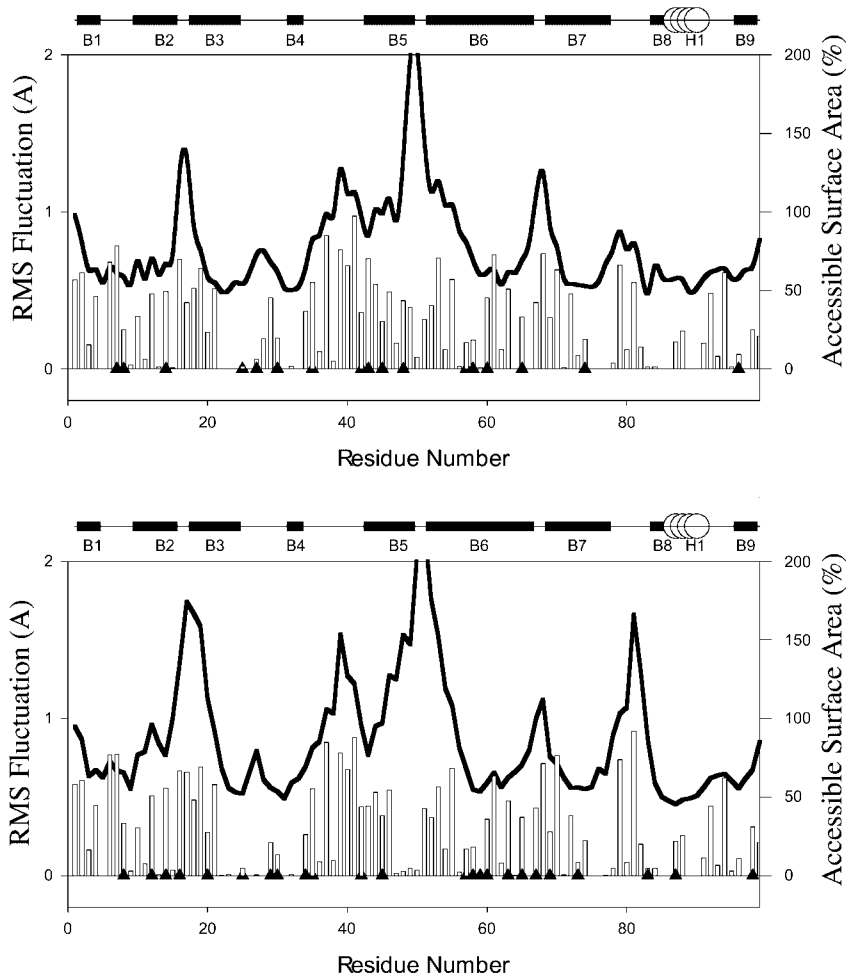 B1 B2 B3 B4 B5 B6 B7 B8 H1 B9
2 200
150
1 100
50
0 0
RMS Fluctuation (A)
Accessible Surface Area (%)
0 20 40 60 80
Residue Number
B1 B2 B3 B4 B5 B6 B7 B8 H1 B9
2 200
150
1 100
50
0 0
RMS Fluctuation (A)
Accessible Surface Area (%)
0 20 40 60 80
Residue Number